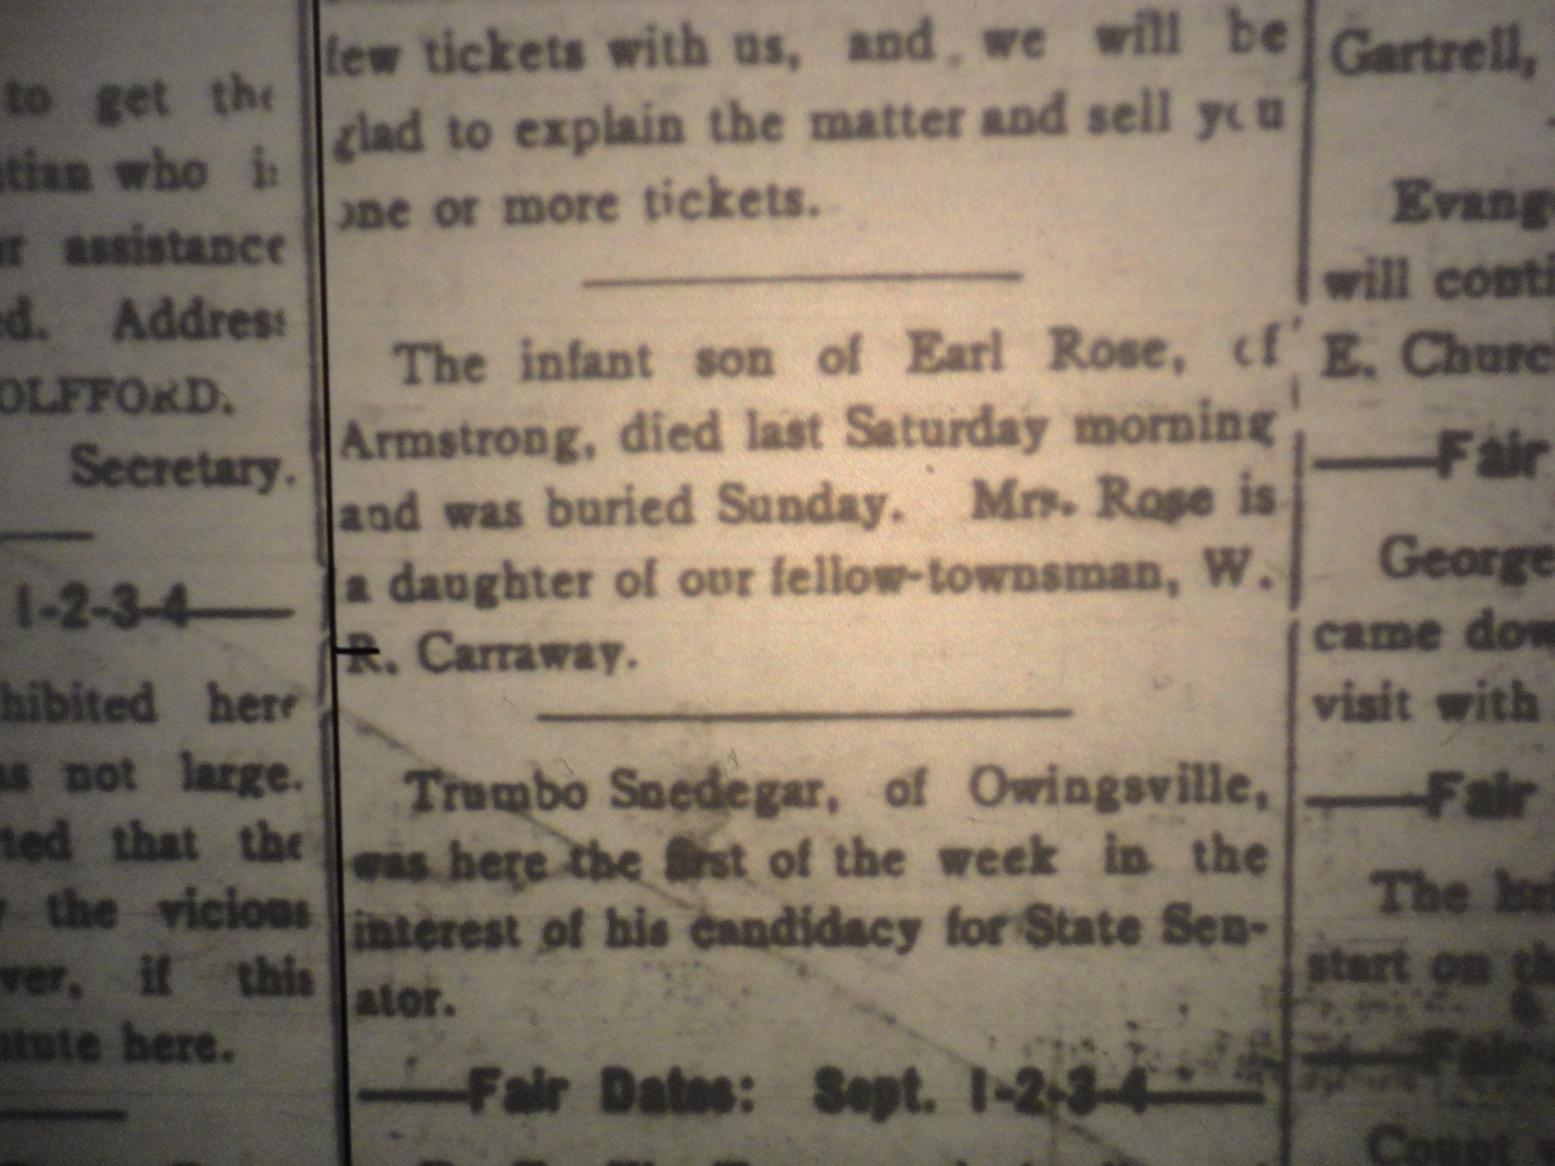 to get the
who is
assistance
Address
OLFFORD.
Secretary.
1-2-3-4
hibited here
not large.
that the
the vicious
if this
here.
few tickets with us, and we will be
glad to explain the matter and sell you
one or more tickets.
The infant son of Earl Rose, of
Armstrong, died last Saturday morning
and was buried Sunday. Mrs. Rose is
a daughter of our fellow-townsman, W.
R. Carraway.
Trumbo Snedegar, of Owingsville,
was here the first of the week in the
interest of his candidacy for State Sen-
ator.
Fair Dates: Sept. 1-2-3-4
Gartrell,
will
E.
Fair
George
came
visit with
Fair
The
start on
Fair